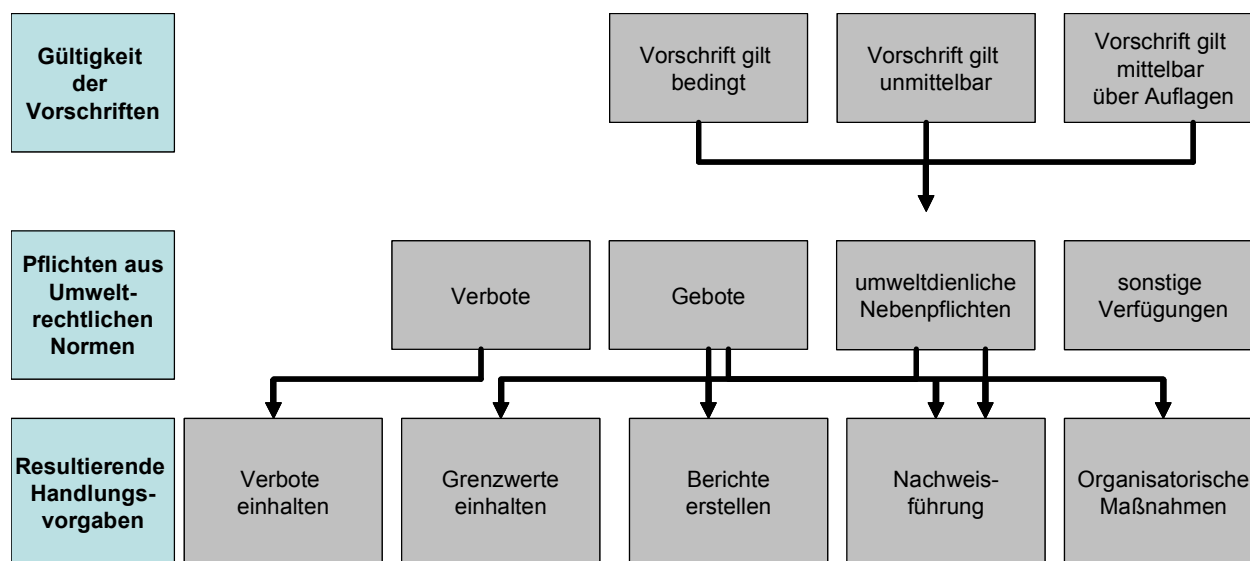 Gültigkeit
der
Vorschriften
Vorschrift gilt
bedingt
Vorschrift gilt
unmittelbar
Vorschrift gilt
mittelbar
über Auflagen
Pflichten aus
Umwelt-
rechtlichen
Normen
Verbote
Gebote
umweltdienliche
Nebenpflichten
sonstige
Verfügungen
Resultierende
Handlungs-
vorgaben
Verbote
einhalten
Grenzwerte
einhalten
Berichte
erstellen
Nachweis-
führung
Organisatorische
Maßnahmen